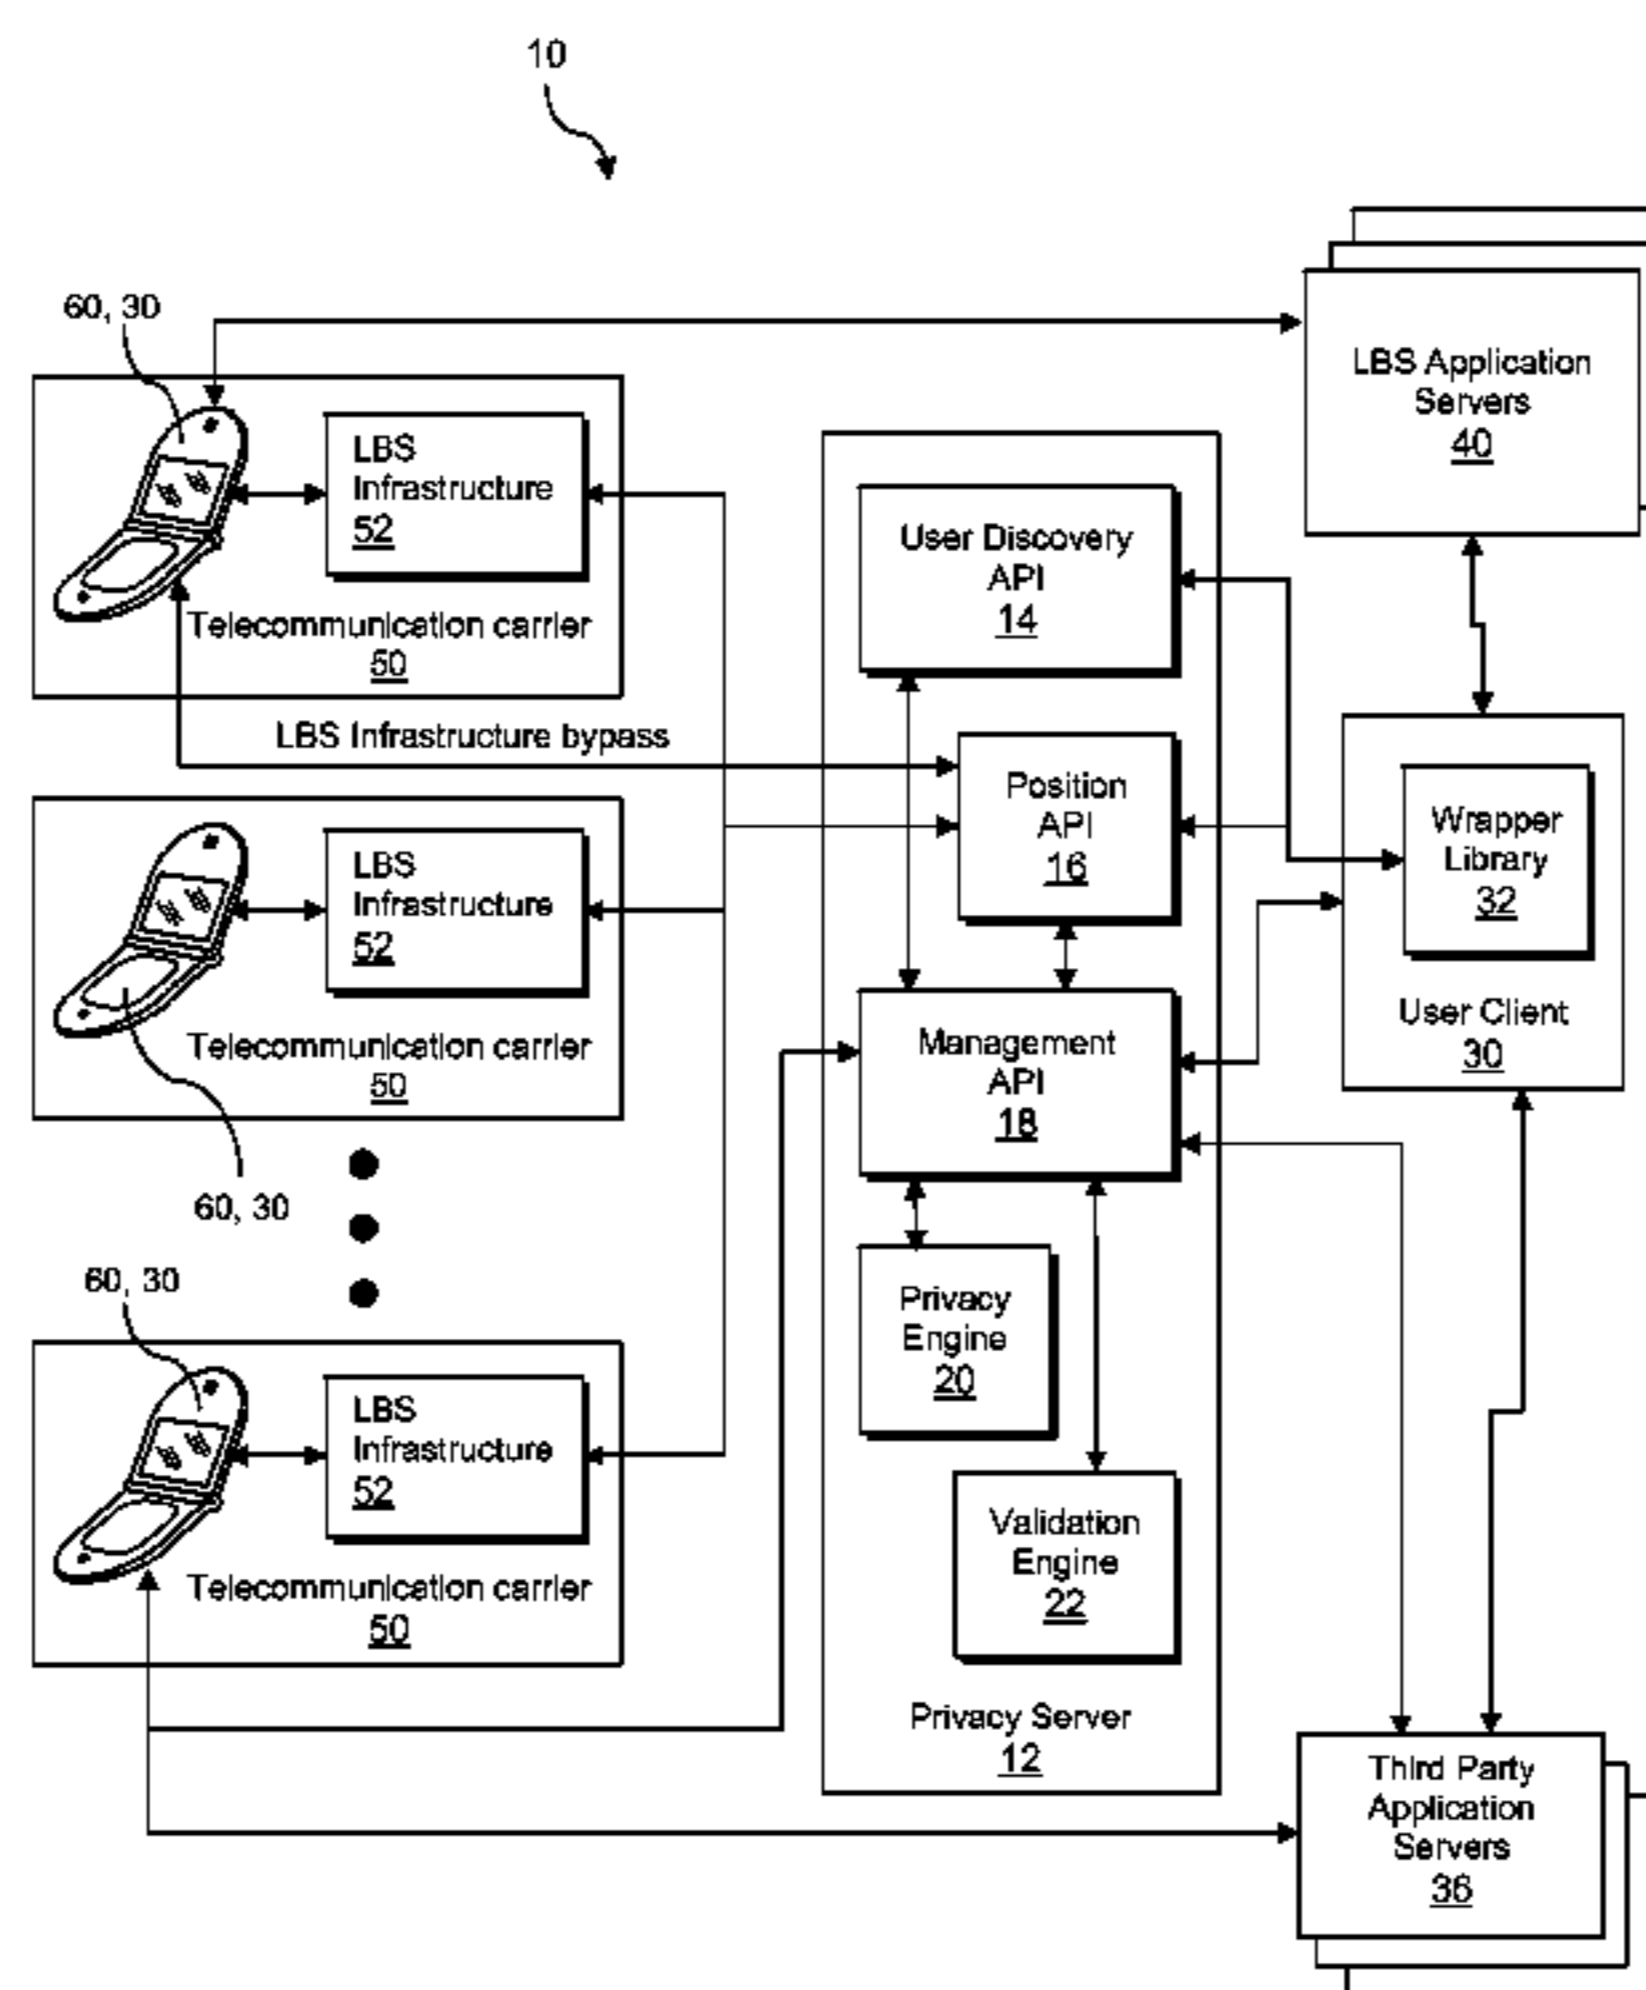 10
60, 30
LBS
Infrastructure
52
Telecommunication carrier
50
LBS Infrastructure bypass
LBS
Infrastructure
52
Telecommunication carrier
50
60, 30
60, 30
LBS
Infrastructure
52
Telecommunication carrier
50
User Discovery
API
14
Position
API
16
Management
API
18
Privacy
Engine
20
Validation
Engine
22
Privacy Server
12
LBS Application
Servers
40
Wrapper
Library
32
User Client
30
Third Party
Application
Servers
36